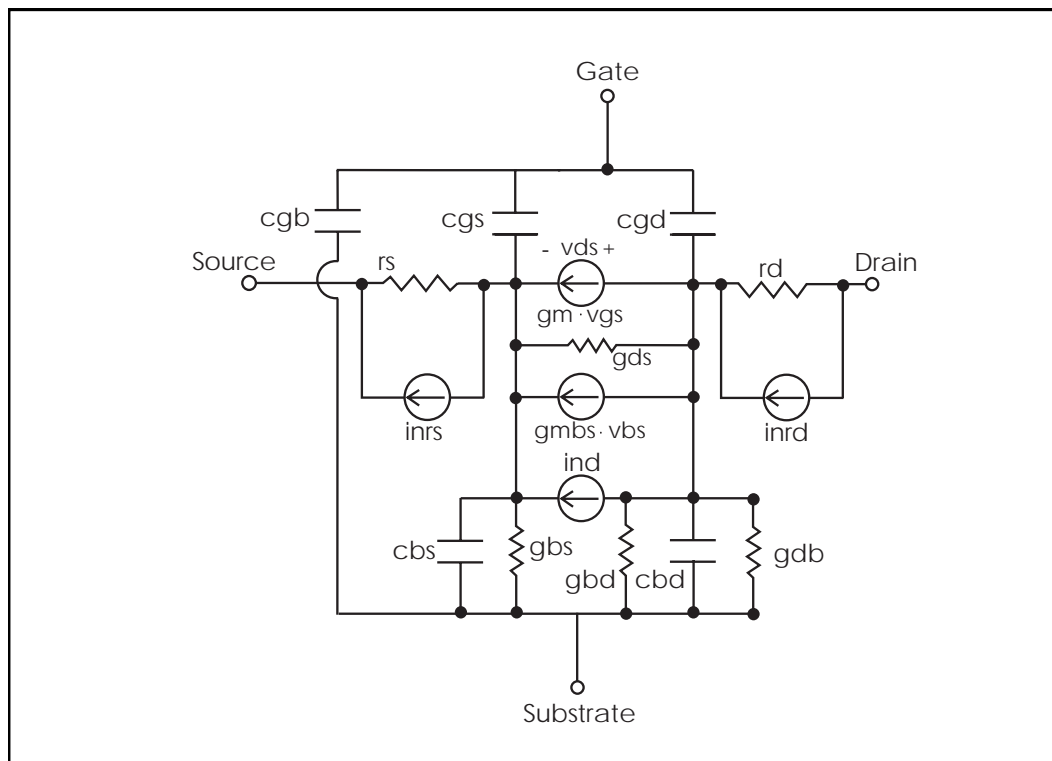 Gate
cgb
cgs
cgd
Source
rs
- vds +
rd
Drain
gm · vgs
gds
inrs
gmbs · vbs
inrd
ind
cbs
gbs
gbd
cbd
gdb
Substrate